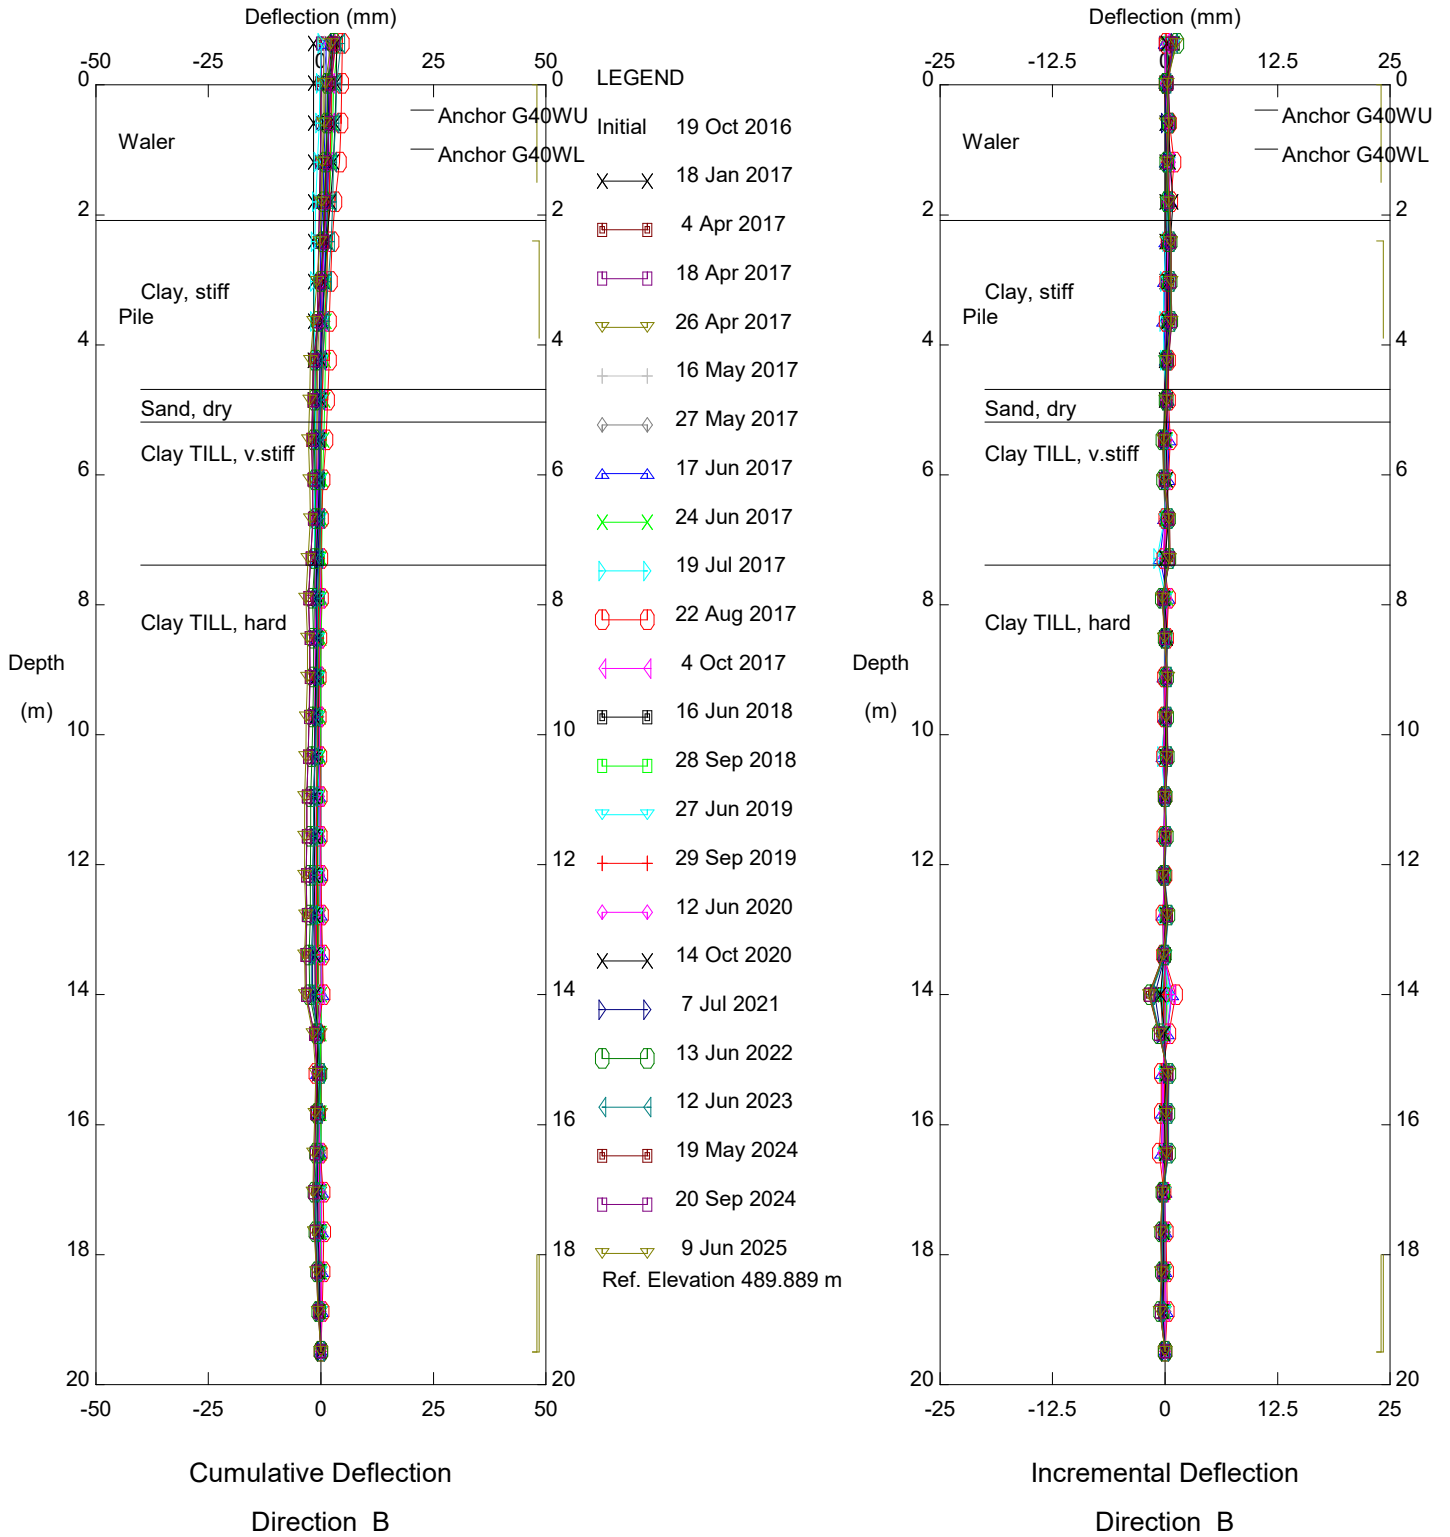 Deflection (mm)
-50 -25 0 25 50
0 0
Anchor G40WU
Waler
Anchor G40WL
2 2
Clay, stiff
Pile
4 4
Sand, dry
Clay TILL, v.stiff
6 6
8 8
Clay TILL, hard
Depth
(m)
10 10
12 12
14 14
16 16
18 18
20 20
-50 -25 0 25 50
Cumulative Deflection
Direction B
LEGEND
Initial 19 Oct 2016
18 Jan 2017
4 Apr 2017
18 Apr 2017
26 Apr 2017
16 May 2017
27 May 2017
17 Jun 2017
24 Jun 2017
19 Jul 2017
22 Aug 2017
4 Oct 2017
16 Jun 2018
28 Sep 2018
27 Jun 2019
29 Sep 2019
12 Jun 2020
14 Oct 2020
7 Jul 2021
13 Jun 2022
12 Jun 2023
19 May 2024
20 Sep 2024
9 Jun 2025
Ref. Elevation 489.889 m
Deflection (mm)
-25 -12.5 0 12.5 25
0 0
Anchor G40WU
Waler
Anchor G40WL
2 2
Clay, stiff
Pile
4 4
Sand, dry
Clay TILL, v.stiff
6 6
8 8
Clay TILL, hard
Depth
(m)
10 10
12 12
14 14
16 16
18 18
20 20
-25 -12.5 0 12.5 25
Incremental Deflection
Direction B